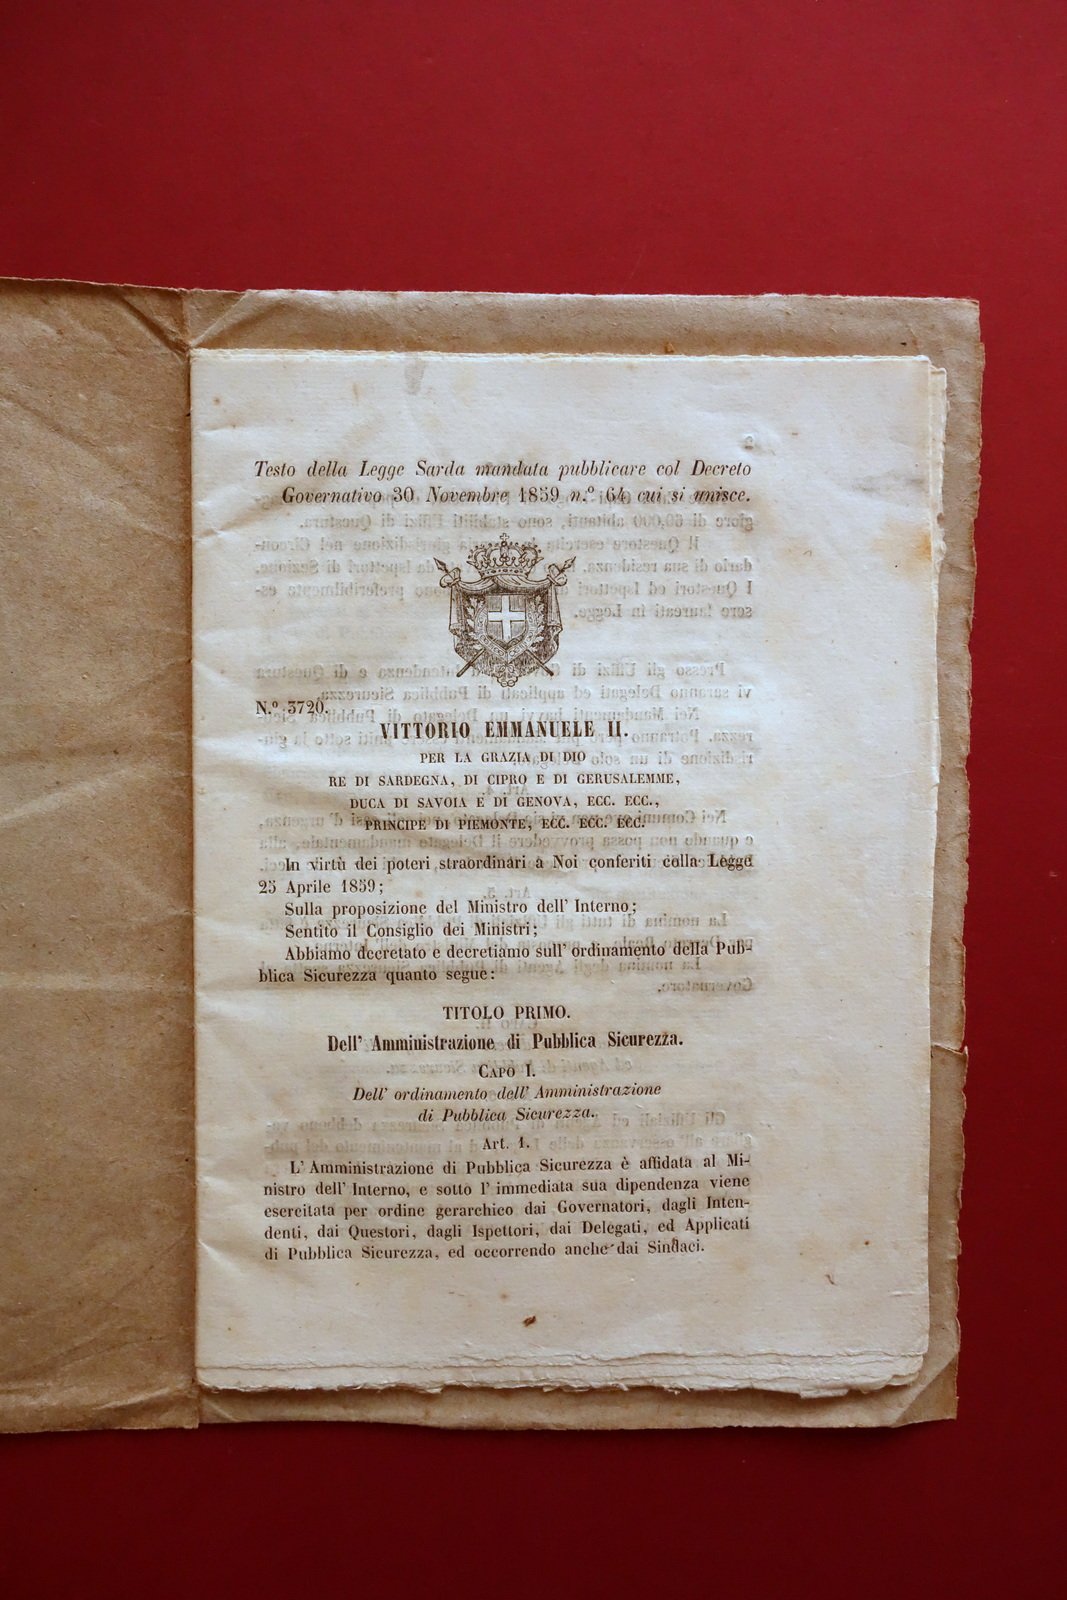 Testo della Legge Sarda mandata pubblicare col Decreto
Governativo 30 Novembre 1859 n.º 64 cui si unisce.
N.º 3720.
VITTORIO EMMANUELE II.
PER LA GRAZIA DI DIO
RE DI SARDEGNA, DI CIPRO E DI GERUSALEMME,
DUCA DI SAVOIA E DI GENOVA, ECC. ECC.,
PRINCIPE DI PIEMONTE, ECC. ECC. ECC.
In virtù dei poteri straordinari a Noi conferiti colla Legge
25 Aprile 1859;
Sulla proposizione del Ministro dell' Interno;
Sentito il Consiglio dei Ministri;
Abbiamo decretato e decretiamo sull' ordinamento della Pub-
blica Sicurezza quanto segue:
TITOLO PRIMO.
Dell' Amministrazione di Pubblica Sicurezza.
CAPO I.
Dell' ordinamento dell' Amministrazione
di Pubblica Sicurezza.
Art. 1.
L' Amministrazione di Pubblica Sicurezza è affidata al Mi-
nistro dell' Interno, e sotto l' immediata sua dipendenza viene
esercitata per ordine gerarchico dai Governatori, dagli Inten-
denti, dai Questori, dagli Ispettori, dai Delegati, ed Applicati
di Pubblica Sicurezza, ed occorrendo anche dai Sindaci.